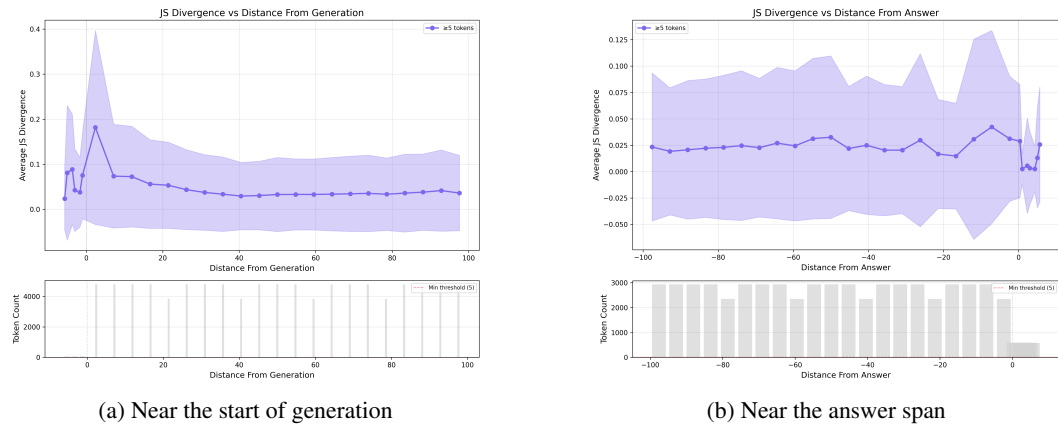 JS Divergence vs Distance From Generation
≥5 tokens
Average JS Divergence
0.4
0.3
0.2
0.1
0.0
0 20 40 60 80 100
Distance From Generation
Min threshold (5)
Token Count
4000
2000
0
0 20 40 60 80 100
Distance From Generation
(a) Near the start of generation
JS Divergence vs Distance From Answer
≥5 tokens
Average JS Divergence
0.125
0.100
0.075
0.050
0.025
0.000
−0.025
−0.050
−100 −80 −60 −40 −20 0
Distance From Answer
Min threshold (5)
Token Count
3000
2000
1000
0
−100 −80 −60 −40 −20 0
Distance From Answer
(b) Near the answer span